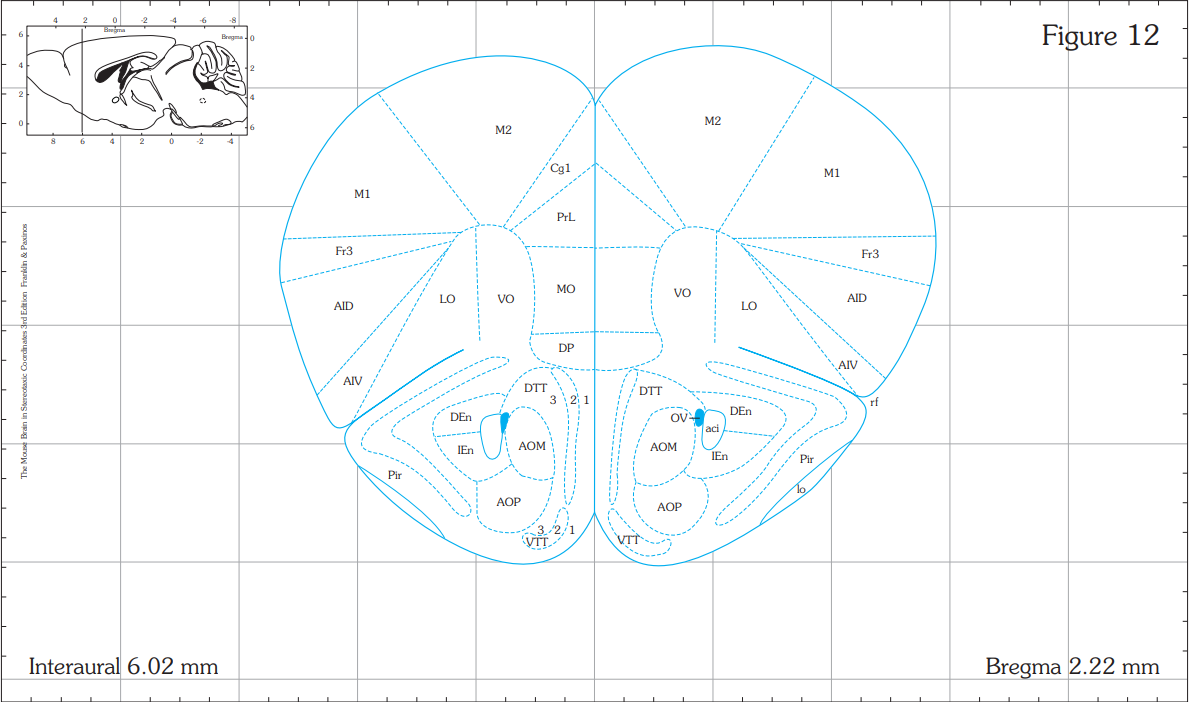 4 2 0 -2 -4 -6 -8
Bregma
Bregma
6
4
2
0
0
2
4
6
8 6 4 2 0 -2 -4
Figure 12
The Mouse Brain in Stereotaxic Coordinates 3rd Edition Franklin & Paxinos
M2
M2
Cg1
M1
M1
PrL
Fr3
Fr3
MO
AID
LO
VO
VO
LO
AID
DP
AIV
AIV
DTT
DTT
3 2 1
rf
DEn
OV
DEn
aci
IEn
AOM
AOM
IEn
Pir
Pir
lo
AOP
AOP
3 2 1
VTT
VTT
Interaural 6.02 mm
Bregma 2.22 mm